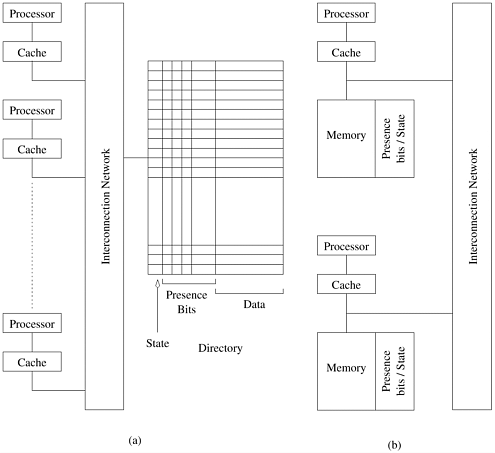 Processor
Cache
Processor
Cache
Processor
Cache
Interconnection Network
State
Presence
Bits
Data
Directory
(a)
Processor
Cache
Memory
Presence
bits / State
Processor
Cache
Memory
Presence
bits / State
Interconnection Network
(b)